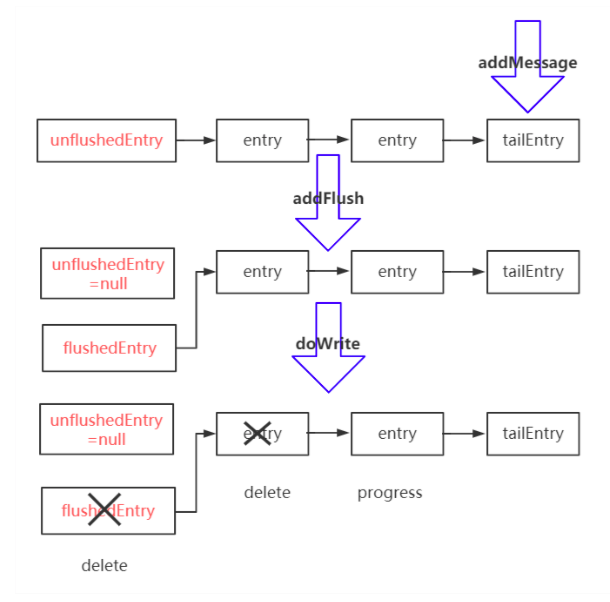 addMessage
unflushedEntry
entry
entry
tailEntry
addFlush
unflushedEntry
=null
entry
entry
tailEntry
flushedEntry
doWrite
unflushedEntry
=null
entry
entry
tailEntry
delete
progress
flushedEntry
delete